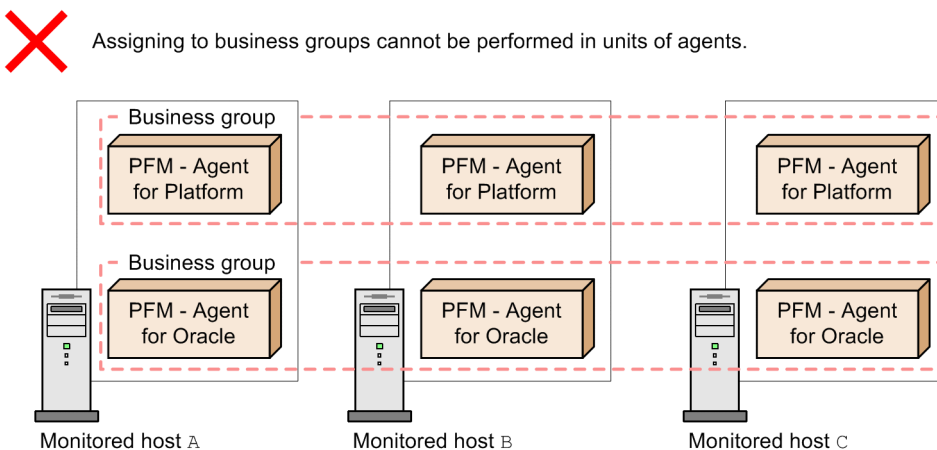 Assigning to business groups cannot be performed in units of agents.
Business group
PFM - Agent
for Platform
PFM - Agent
for Platform
PFM - Agent
for Platform
Business group
PFM - Agent
for Oracle
PFM - Agent
for Oracle
PFM - Agent
for Oracle
Monitored host A
Monitored host B
Monitored host C